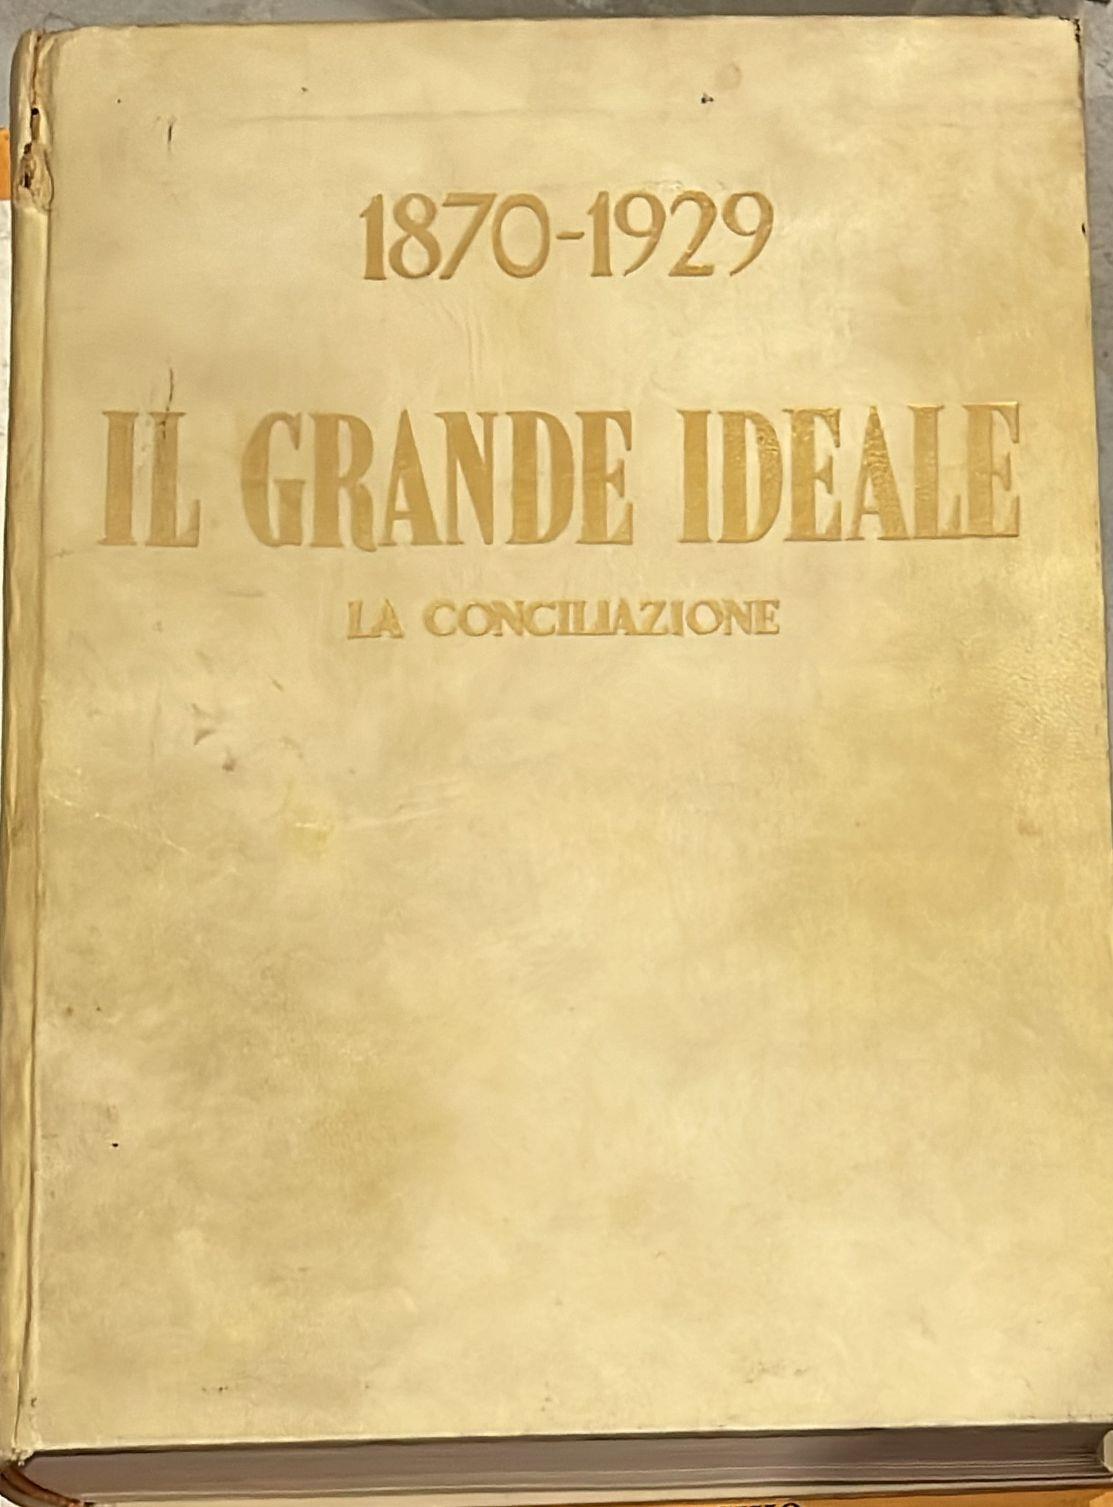 1870-1929
IL GRANDE IDEALE
LA CONCILIAZIONE